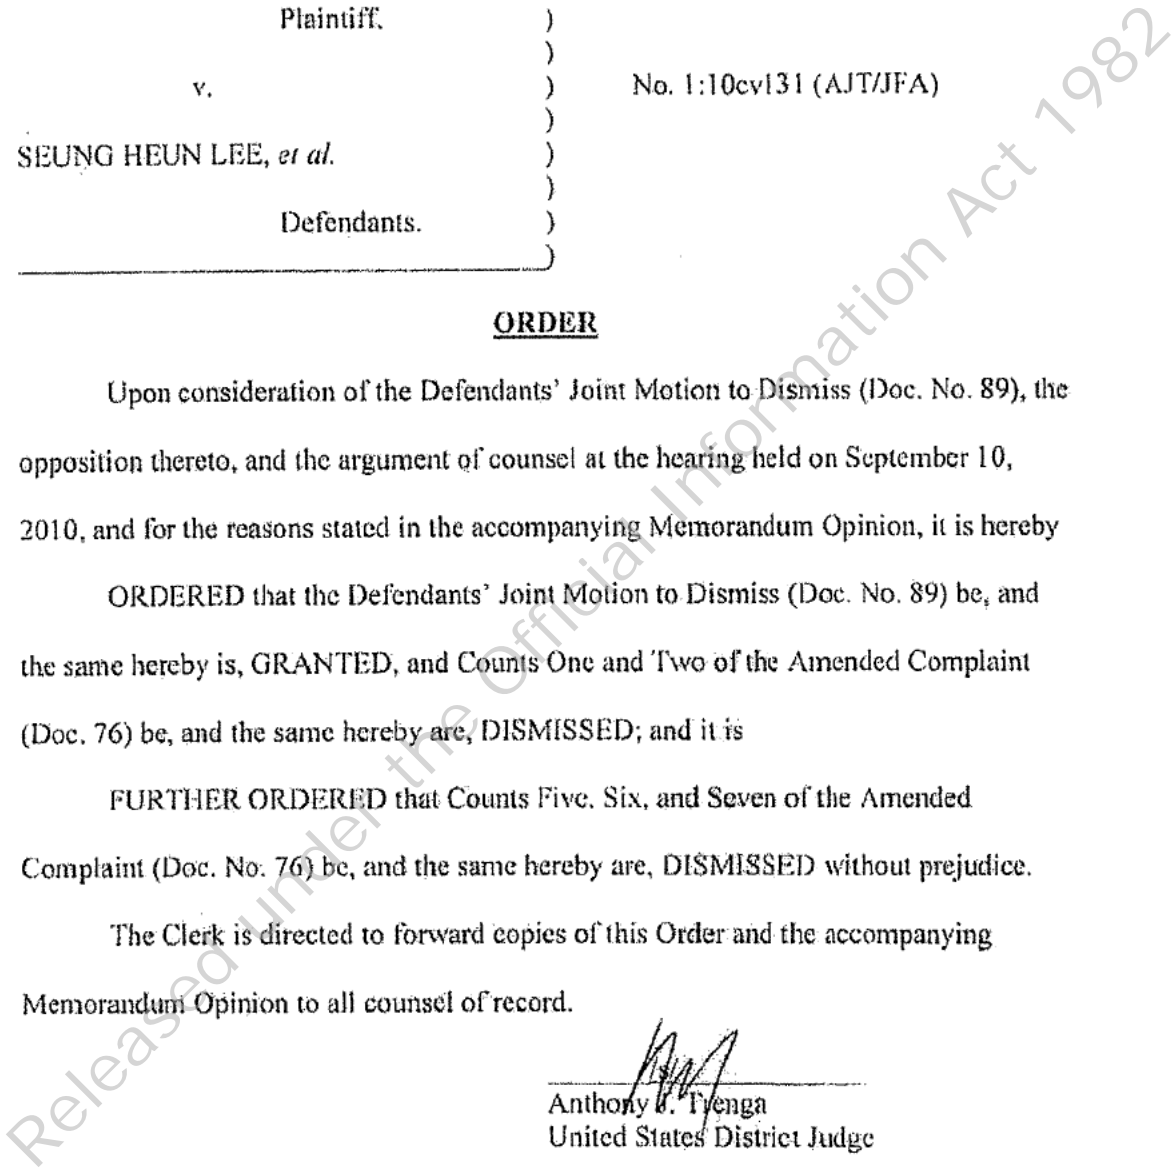 Plaintiff, )
)
v. ) No. 1:10cv131 (AJT/JFA)
)
SEUNG HEUN LEE, et al. )
)
Defendants. )
)
ORDER
Upon consideration of the Defendants' Joint Motion to Dismiss (Doc. No. 89), the
opposition thereto, and the argument of counsel at the hearing held on September 10,
2010, and for the reasons stated in the accompanying Memorandum Opinion, it is hereby
ORDERED that the Defendants' Joint Motion to Dismiss (Doc. No. 89) be, and
the same hereby is, GRANTED, and Counts One and Two of the Amended Complaint
(Doc. 76) be, and the same hereby are, DISMISSED; and it is
FURTHER ORDERED that Counts Five, Six, and Seven of the Amended
Complaint (Doc. No. 76) be, and the same hereby are, DISMISSED without prejudice.
The Clerk is directed to forward copies of this Order and the accompanying
Memorandum Opinion to all counsel of record.
/s/
Anthony J. Trenga
United States District Judge
Released under the Official Information Act 1982